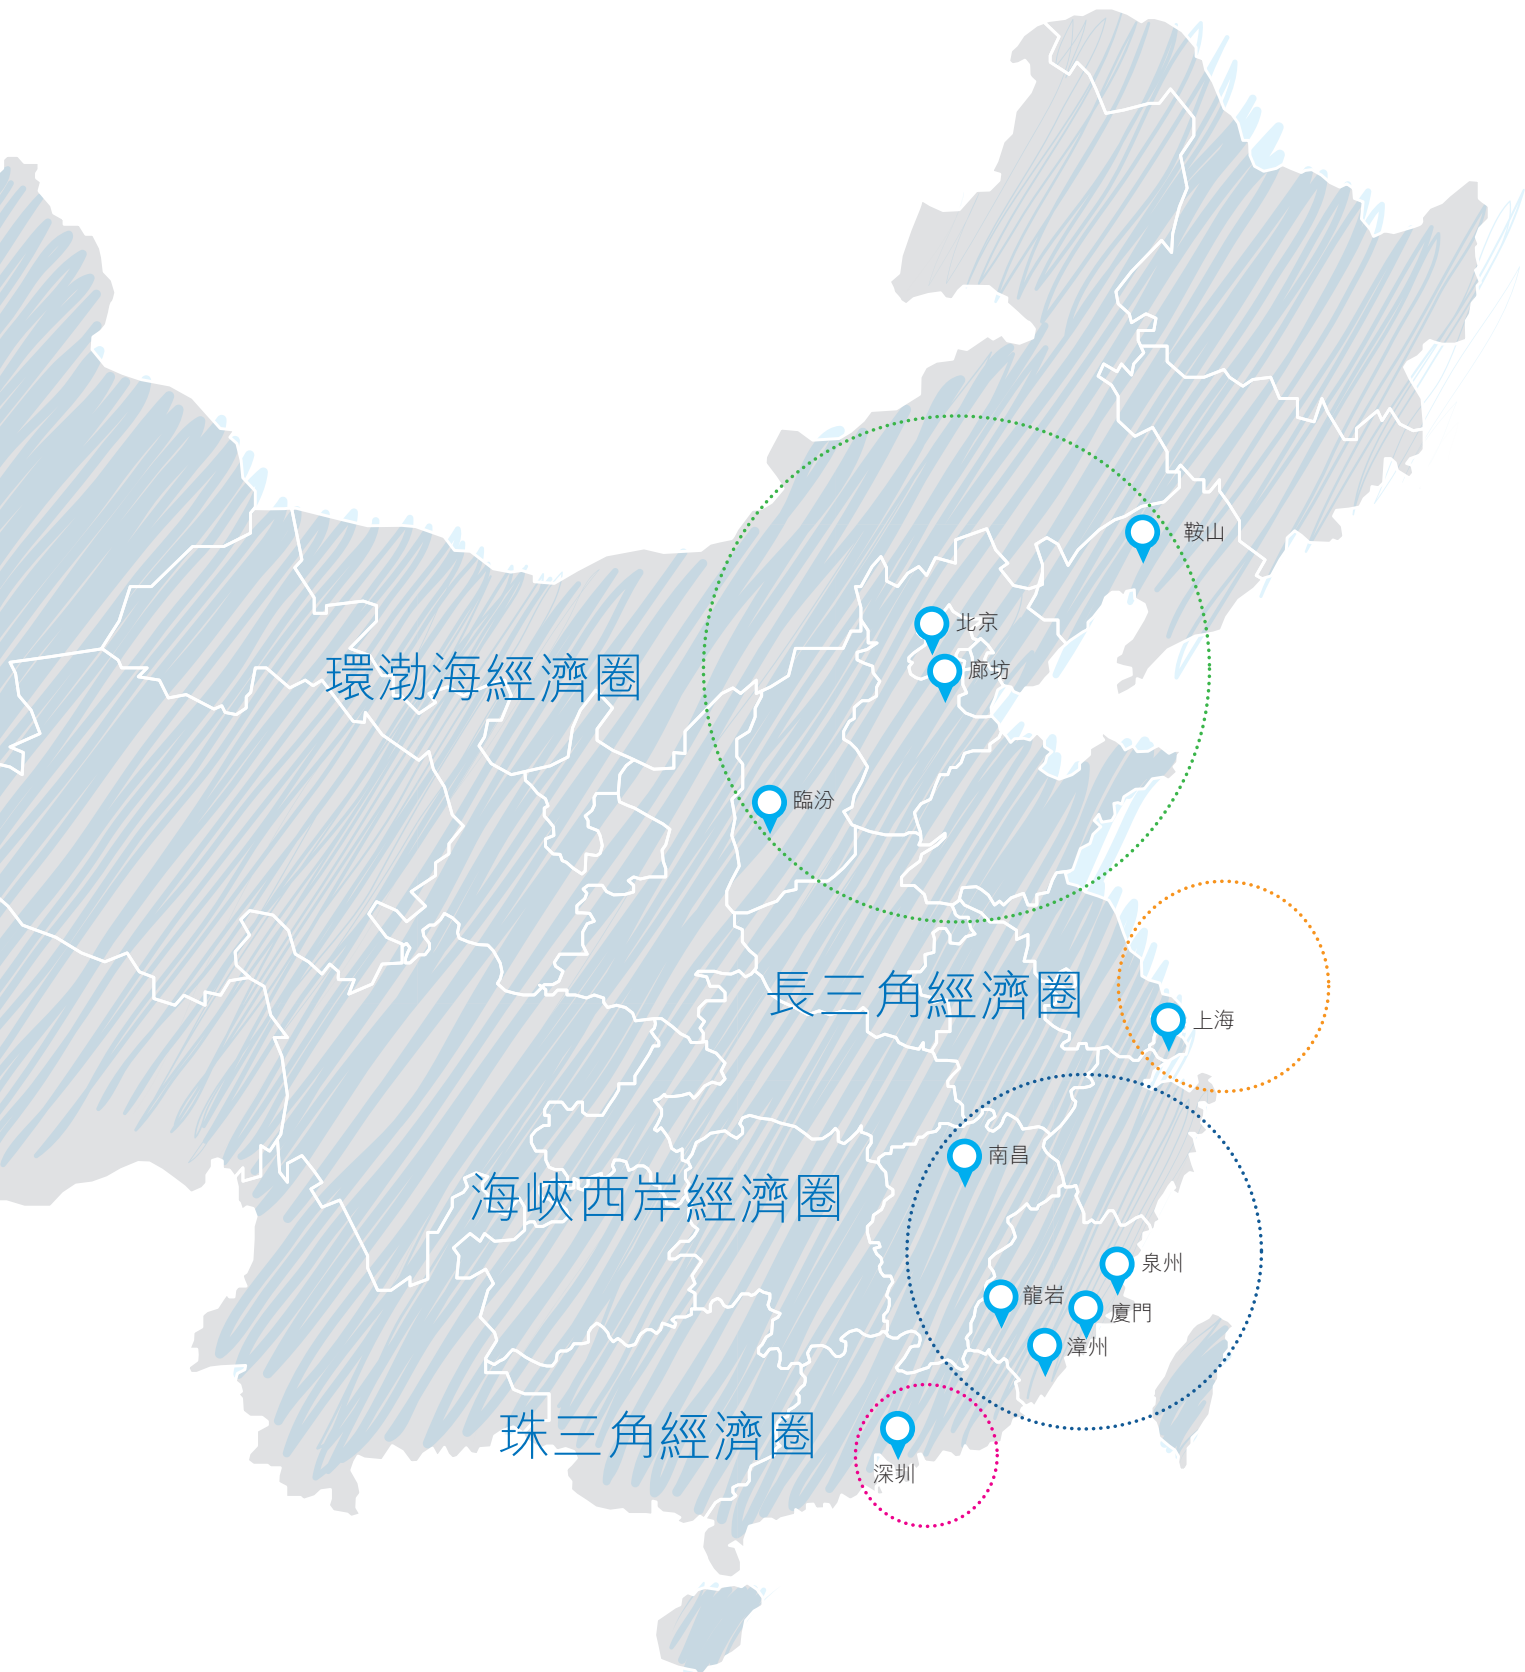 鞍山
北京
廊坊
環渤海經濟圈
臨汾
長三角經濟圈
上海
南昌
海峽西岸經濟圈
泉州
龍岩
廈門
漳州
珠三角經濟圈
深圳